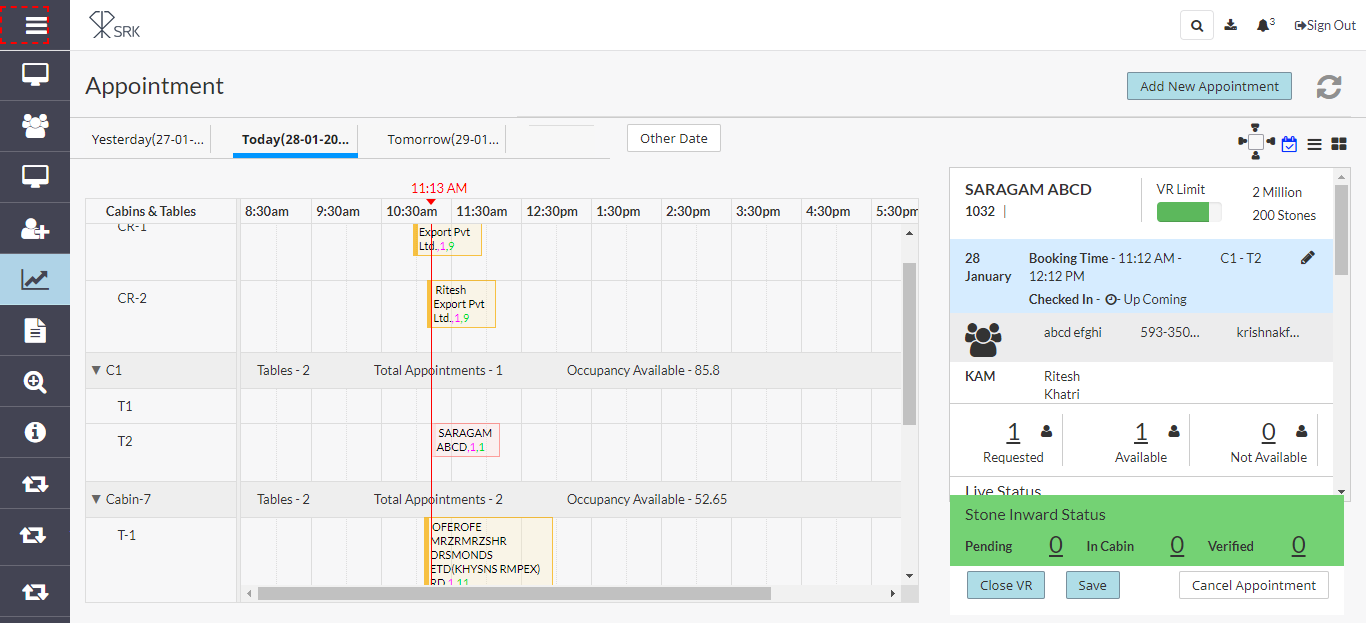 SRK
3
Sign Out
Appointment
Add New Appointment
Yesterday(27-01-...
Today(28-01-20...
Tomorrow(29-01...
Other Date
11:13 AM
Cabins & Tables
8:30am
9:30am
10:30am
11:30am
12:30pm
1:30pm
2:30pm
3:30pm
4:30pm
5:30pm
CR-1
Export Pvt
Ltd.,1,9
CR-2
Ritesh
Export Pvt
Ltd.,1,9
C1
Tables - 2
Total Appointments - 1
Occupancy Available - 85.8
T1
T2
SARAGAM
ABCD,1,1
Cabin-7
Tables - 2
Total Appointments - 2
Occupancy Available - 52.65
T-1
OFEROFE
MRZRMRZSHR
DRSMONDS
ETD(KHYSNS RMPEX)
RD,1,11
SARAGAM ABCD
1032 |
VR Limit
2 Million
200 Stones
28
January
Booking Time - 11:12 AM -
12:12 PM
C1 - T2
Checked In - - Up Coming
abcd efghi
593-350...
krishnakf...
KAM
Ritesh
Khatri
1
Requested
1
Available
0
Not Available
Live Status
Stone Inward Status
Pending 0
In Cabin 0
Verified 0
Close VR
Save
Cancel Appointment